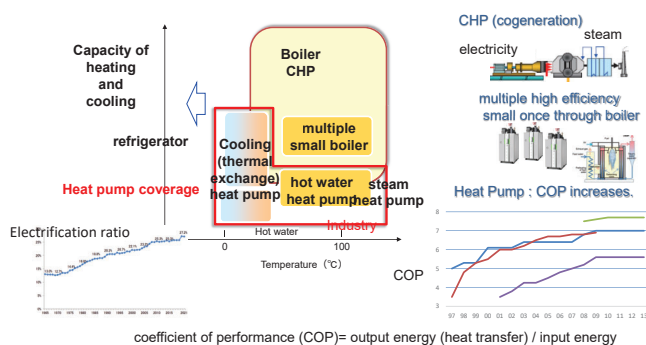 Capacity of
heating
and
cooling
refrigerator
Heat pump coverage
Boiler
CHP
Cooling
(thermal
exchange)
heat pump
multiple
small boiler
hot water
heat pump
steam
heat pump
Industry
Hot water
0
100
Temperature (℃)
Electrification ratio
CHP (cogeneration)
electricity
steam
multiple high efficiency
small once through boiler
Heat Pump : COP increases.
COP
8
7
6
5
4
3
97 98 99 00 01 02 03 04 05 06 07 08 09 10 11 12 13
coefficient of performance (COP)= output energy (heat transfer) / input energy